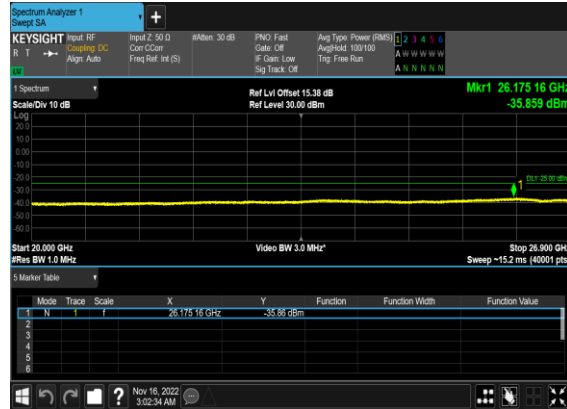 Spectrum Analyzer 1
Swept SA
+
KEYSIGHT Input: RF Input Z: 50 Ω #Atten: 30 dB PNO: Fast Avg Type: Power (RMS) 1 2 3 4 5 6
R T Coupling: DC Corr CCorr Gate: Off Avg|Hold: 100/100 A W W W W W
Align: Auto Freq Ref: Int (S) IF Gain: Low Trig: Free Run
Sig Track: Off A N N N N N
1 Spectrum Ref Lvl Offset 15.38 dB Mkr1 26.175 16 GHz
Scale/Div 10 dB Ref Level 30.00 dBm -35.859 dBm
Log
20.0
10.0
0.00
-10.0
-20.0
-30.0
-40.0
-50.0
-60.0
1
DL1 -25.00 dBm
Start 20.000 GHz Video BW 3.0 MHz* Stop 26.900 GHz
#Res BW 1.0 MHz Sweep ~15.2 ms (40001 pts)
5 Marker Table
Mode Trace Scale X Y Function Function Width Function Value
1 N 1 f 26.175 16 GHz -35.86 dBm
2
3
4
5
6
? Nov 16, 2022
3:02:34 AM